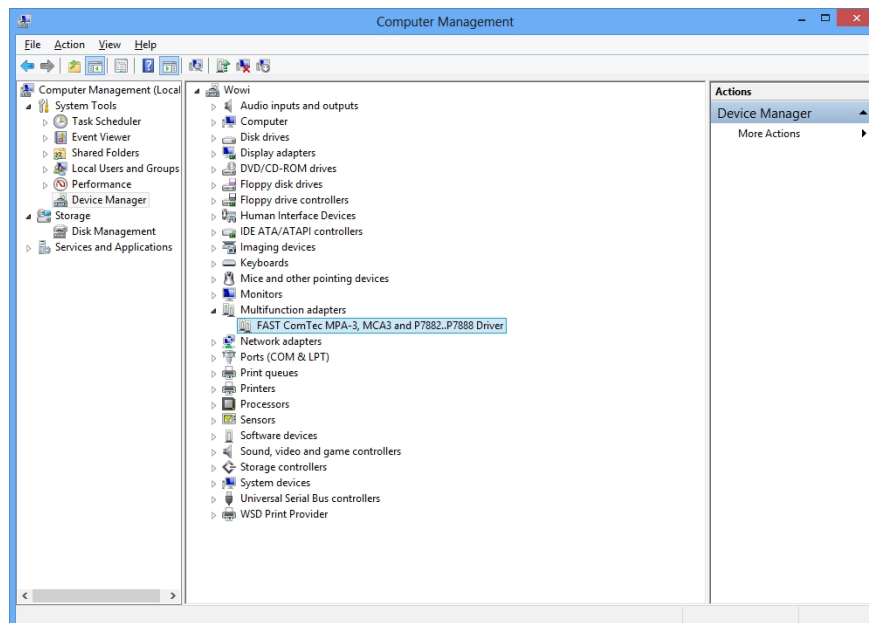 Computer Management
File Action View Help
Computer Management (Local
System Tools
Task Scheduler
Event Viewer
Shared Folders
Local Users and Groups
Performance
Device Manager
Storage
Disk Management
Services and Applications
Wowi
Audio inputs and outputs
Computer
Disk drives
Display adapters
DVD/CD-ROM drives
Floppy disk drives
Floppy drive controllers
Human Interface Devices
IDE ATA/ATAPI controllers
Imaging devices
Keyboards
Mice and other pointing devices
Monitors
Multifunction adapters
FAST ComTec MPA-3, MCA3 and P7882..P7888 Driver
Network adapters
Ports (COM & LPT)
Print queues
Printers
Processors
Sensors
Software devices
Sound, video and game controllers
Storage controllers
System devices
Universal Serial Bus controllers
WSD Print Provider
Actions
Device Manager
More Actions